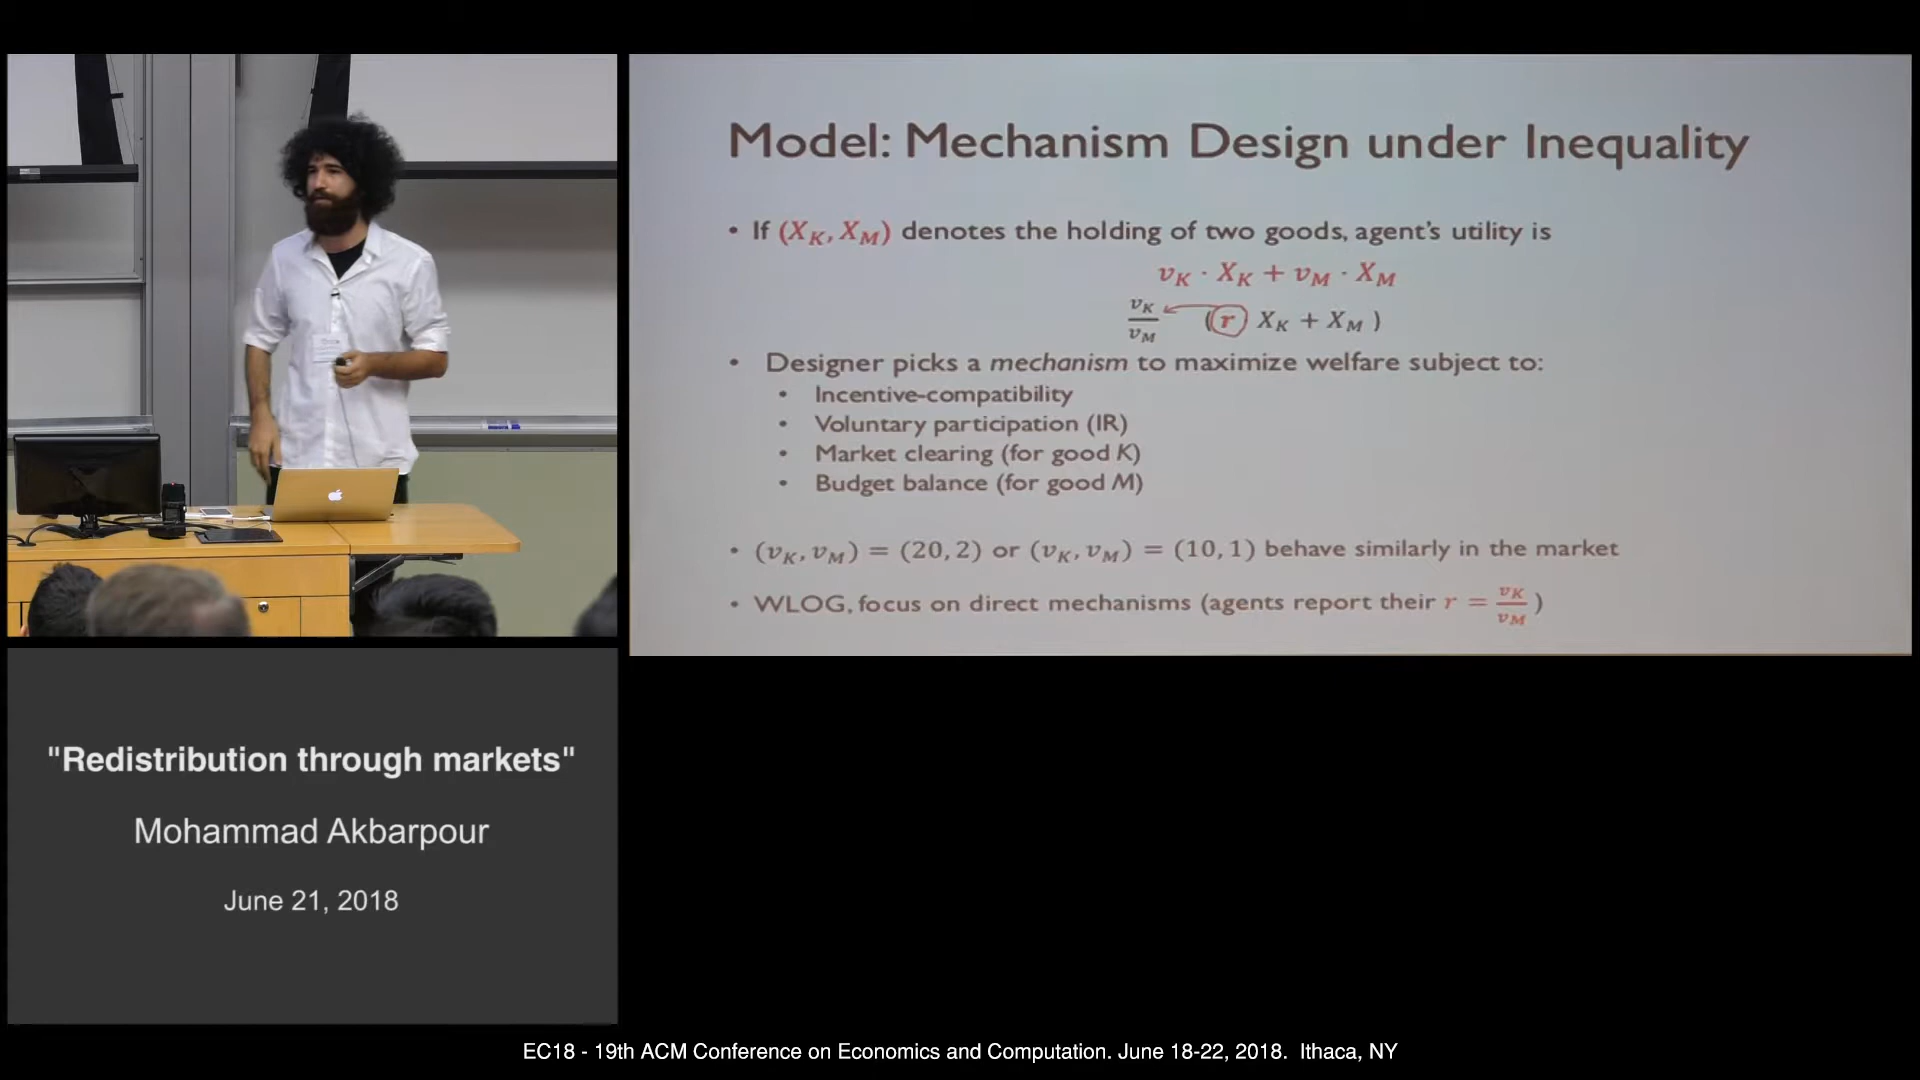 Model: Mechanism Design under Inequality
• If (X_K, X_M) denotes the holding of two goods, agent's utility is
v_K · X_K + v_M · X_M
v_K/v_M (r X_K + X_M )
• Designer picks a mechanism to maximize welfare subject to:
• Incentive-compatibility
• Voluntary participation (IR)
• Market clearing (for good K)
• Budget balance (for good M)
• (v_K, v_M) = (20, 2) or (v_K, v_M) = (10, 1) behave similarly in the market
• WLOG, focus on direct mechanisms (agents report their r = v_K/v_M )
"Redistribution through markets"
Mohammad Akbarpour
June 21, 2018
EC18 - 19th ACM Conference on Economics and Computation. June 18-22, 2018. Ithaca, NY